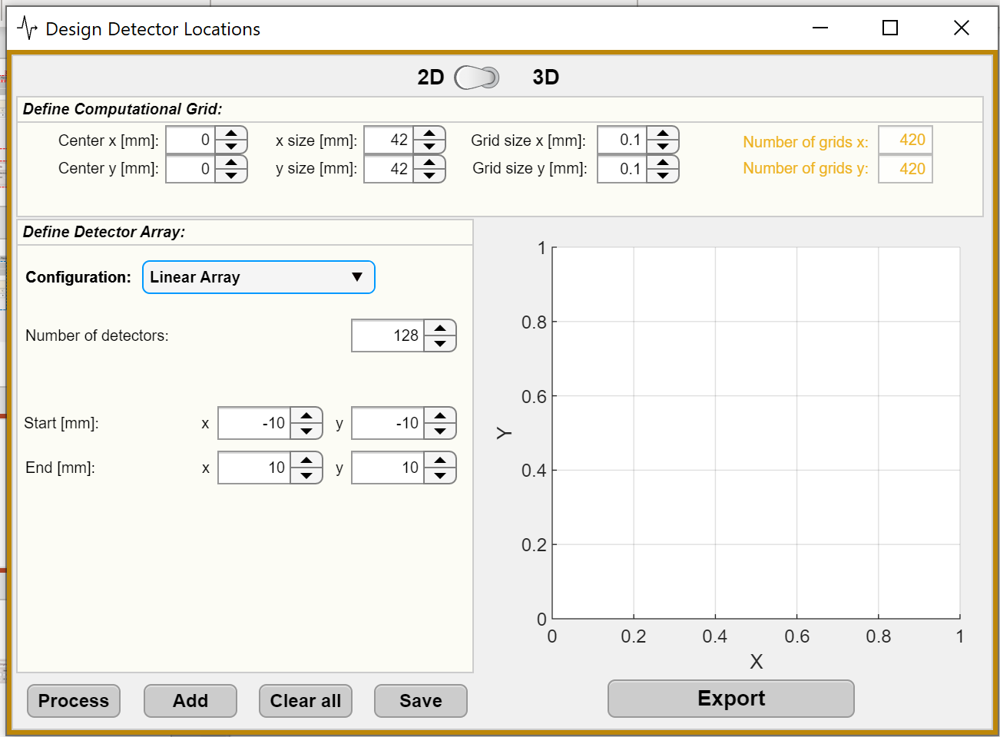 Design Detector Locations
2D 3D
Define Computational Grid:
Center x [mm]: 0 x size [mm]: 42 Grid size x [mm]: 0.1 Number of grids x: 420
Center y [mm]: 0 y size [mm]: 42 Grid size y [mm]: 0.1 Number of grids y: 420
Define Detector Array:
Configuration: Linear Array
Number of detectors: 128
Start [mm]: x -10 y -10
End [mm]: x 10 y 10
1
0.8
0.6
0.4
0.2
0
Y
0 0.2 0.4 0.6 0.8 1
X
Process Add Clear all Save Export